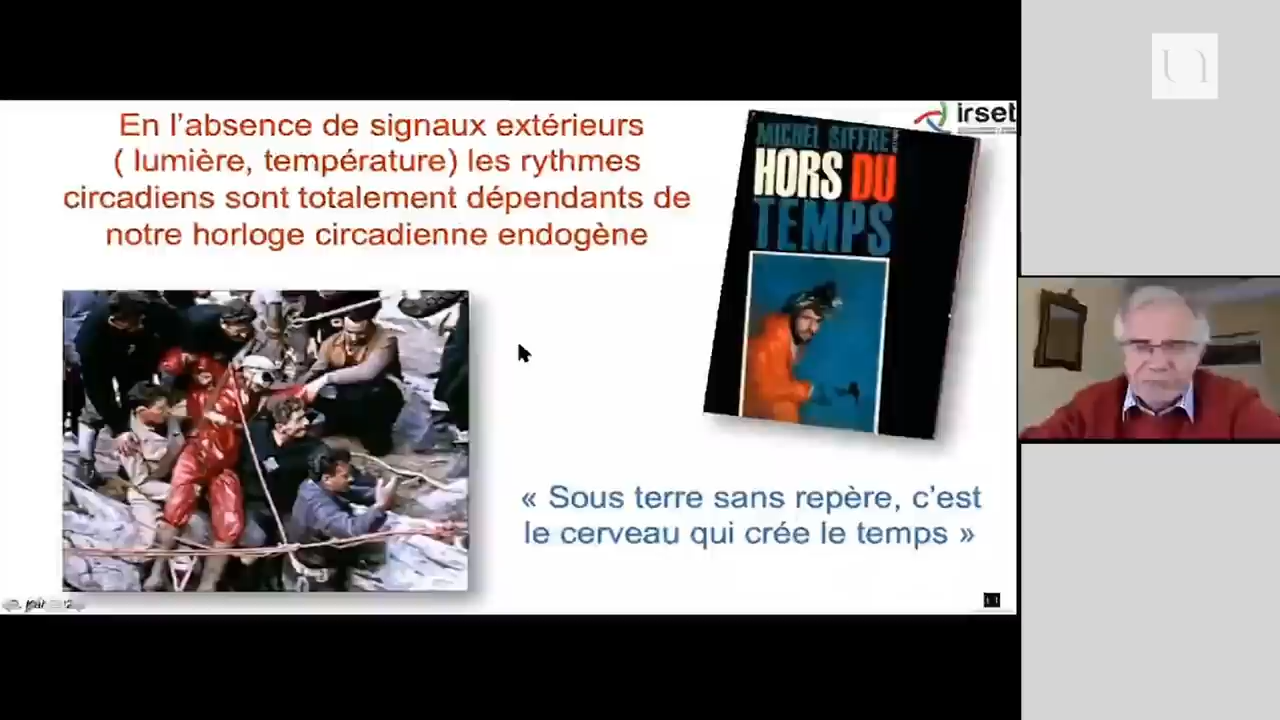 En l'absence de signaux extérieurs
( lumière, température) les rythmes
circadiens sont totalement dépendants de
notre horloge circadienne endogène
irset
MICHEL SIFFRE
HORS DU
TEMPS
« Sous terre sans repère, c'est
le cerveau qui crée le temps »